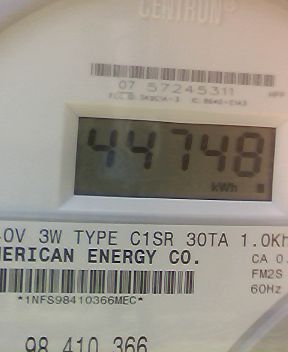 CENTRON®
07 57245311
44748
kWh
0V 3W TYPE C1SR 30TA 1.0Kh
CA 0.
ERICAN ENERGY CO.
FM2S
60Hz
*1NFS98410366MEC*
98 410 366